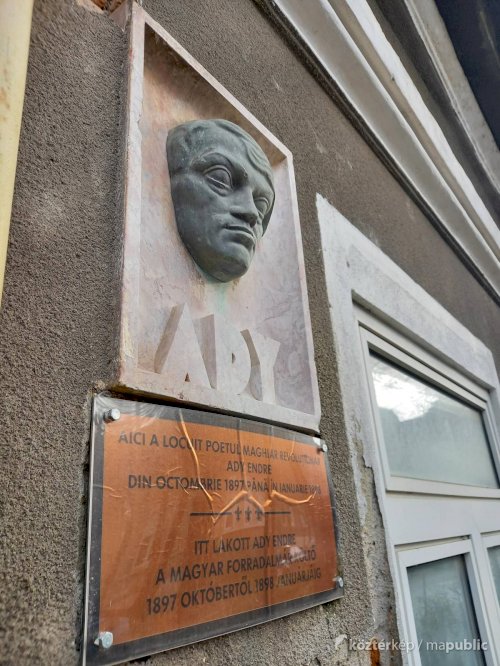 ADY
AICI A LOCUIT POETUL MAGHIAR REVOLUȚIONAR
ADY ENDRE
DIN OCTOMBRIE 1897 PÂNĂ ÎN IANUARIE 1898
ITT LAKOTT ADY ENDRE
A MAGYAR FORRADALMÁR KÖLTŐ
1897 OKTÓBERTŐL 1898 JANUÁRJÁIG
köztérkép / mapublic